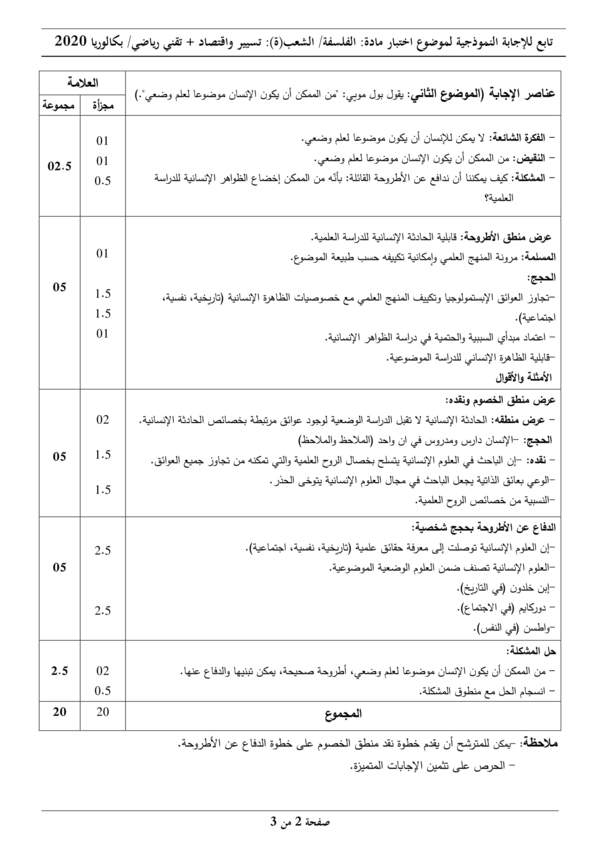 تابع للإجابة النموذجية لموضوع اختبار مادة: الفلسفة/ الشعب(ة): تسيير واقتصاد + تقني رياضي/ بكالوريا 2020
عناصر الإجابة (الموضوع الثاني: يقول بول موبي: "من الممكن أن يكون الإنسان موضوعا لعلم وضعي".)
العلامة
مجزأة
مجموعة
- الفكرة الشائعة: لا يمكن للإنسان أن يكون موضوعا لعلم وضعي.
01
- النقيض: من الممكن أن يكون الإنسان موضوعا لعلم وضعي.
01
02.5
- المشكلة: كيف يمكننا أن ندافع عن الأطروحة القائلة: بأنّه من الممكن إخضاع الظواهر الإنسانية للدراسة
0.5
العلمية؟
عرض منطق الأطروحة: قابلية الحادثة الإنسانية للدراسة العلمية.
المسلمة: مرونة المنهج العلمي وإمكانية تكييفه حسب طبيعة الموضوع.
01
الحجج:
05
-تجاوز العوائق الإبستمولوجيا وتكييف المنهج العلمي مع خصوصيات الظاهرة الإنسانية (تاريخية، نفسية،
1.5
اجتماعية).
1.5
- اعتماد مبدأي السببية والحتمية في دراسة الظواهر الإنسانية.
01
-قابلية الظاهرة الإنساني للدراسة الموضوعية.
الأمثلة والأقوال
عرض منطق الخصوم ونقده:
- عرض منطقه: الحادثة الإنسانية لا تقبل الدراسة الوضعية لوجود عوائق مرتبطة بخصائص الحادثة الإنسانية.
02
الحجج: -الإنسان دارس ومدروس في ان واحد (الملاحظ والملاحظ)
- نقده: -إن الباحث في العلوم الإنسانية يتسلح بخصال الروح العلمية والتي تمكنه من تجاوز جميع العوائق.
1.5
05
-الوعي بعائق الذاتية يجعل الباحث في مجال العلوم الإنسانية يتوخى الحذر.
1.5
-النسبية من خصائص الروح العلمية.
الدفاع عن الأطروحة بحجج شخصية:
-إن العلوم الإنسانية توصلت إلى معرفة حقائق علمية (تاريخية، نفسية، اجتماعية).
2.5
-العلوم الإنسانية تصنف ضمن العلوم الوضعية الموضوعية.
05
-إبن خلدون (في التاريخ).
- دوركايم (في الاجتماع).
2.5
-واطسن (في النفس).
حل المشكلة:
- من الممكن أن يكون الإنسان موضوعا لعلم وضعي، أطروحة صحيحة، يمكن تبنيها والدفاع عنها.
02
2.5
- انسجام الحل مع منطوق المشكلة.
0.5
المجموع
20
20
ملاحظة: -يمكن للمترشح أن يقدم خطوة نقد منطق الخصوم على خطوة الدفاع عن الأطروحة.
- الحرص على تثمين الإجابات المتميزة.
صفحة 2 من 3